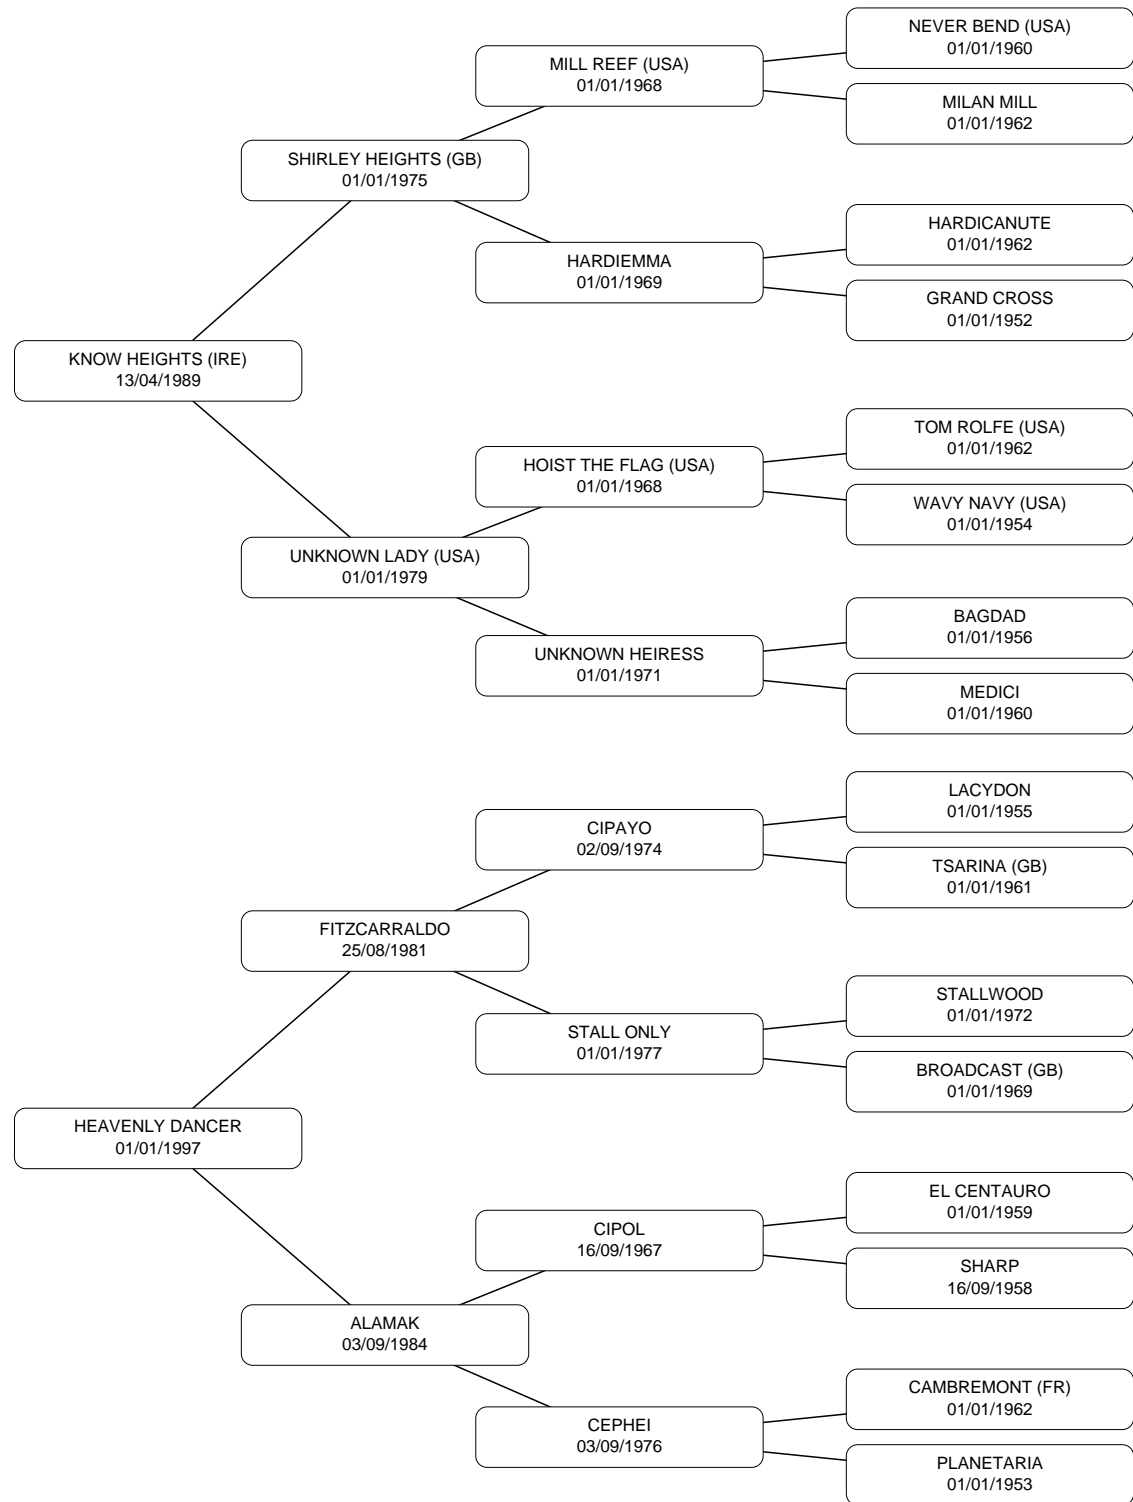 NEVER BEND (USA)
01/01/1960
MILL REEF (USA)
01/01/1968
MILAN MILL
01/01/1962
SHIRLEY HEIGHTS (GB)
01/01/1975
HARDICANUTE
01/01/1962
HARDIEMMA
01/01/1969
GRAND CROSS
01/01/1952
KNOW HEIGHTS (IRE)
13/04/1989
TOM ROLFE (USA)
01/01/1962
HOIST THE FLAG (USA)
01/01/1968
WAVY NAVY (USA)
01/01/1954
UNKNOWN LADY (USA)
01/01/1979
BAGDAD
01/01/1956
UNKNOWN HEIRESS
01/01/1971
MEDICI
01/01/1960
LACYDON
01/01/1955
CIPAYO
02/09/1974
TSARINA (GB)
01/01/1961
FITZCARRALDO
25/08/1981
STALLWOOD
01/01/1972
STALL ONLY
01/01/1977
BROADCAST (GB)
01/01/1969
HEAVENLY DANCER
01/01/1997
EL CENTAURO
01/01/1959
CIPOL
16/09/1967
SHARP
16/09/1958
ALAMAK
03/09/1984
CAMBREMONT (FR)
01/01/1962
CEPHEI
03/09/1976
PLANETARIA
01/01/1953